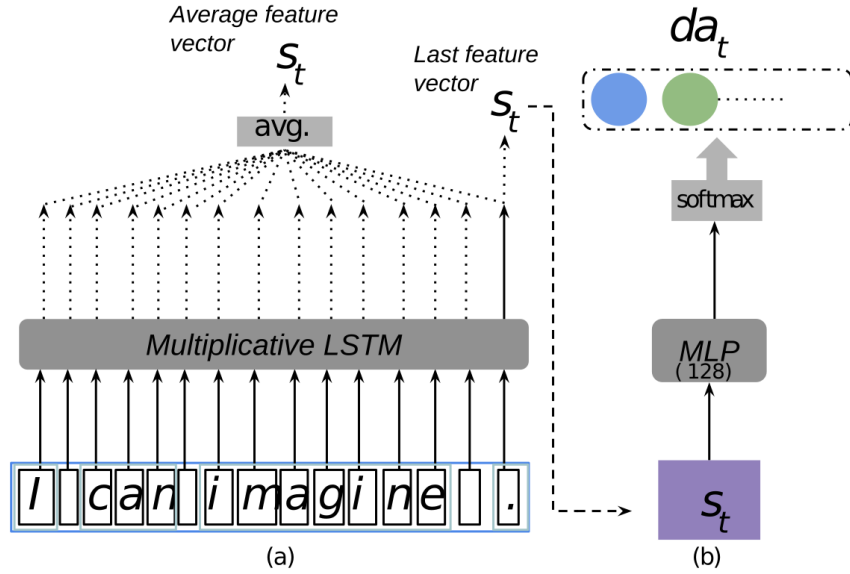 Average feature
vector
s_t
avg.
Last feature
vector
s_t
Multiplicative LSTM
I can imagine .
(a)
da_t
softmax
MLP
(128)
s_t
(b)